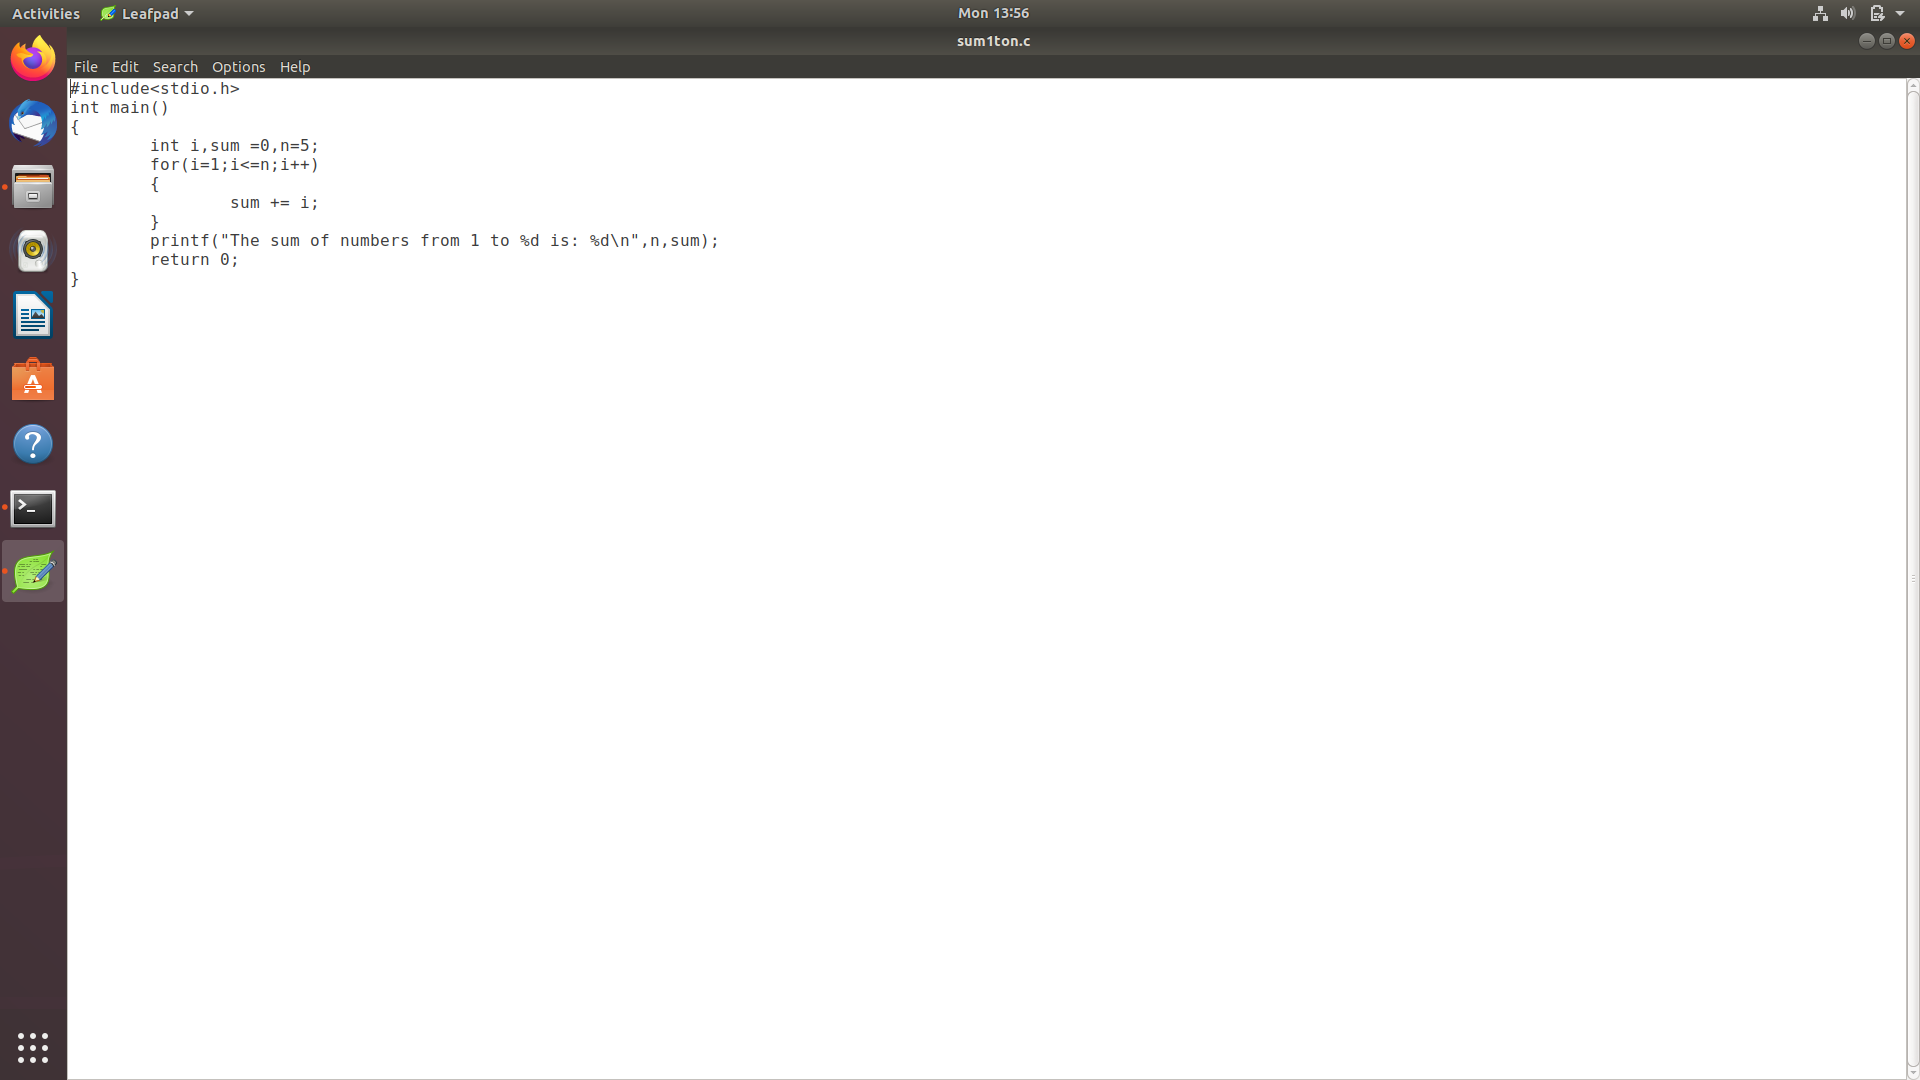 Activities Leafpad Mon 13:56
sum1ton.c
File Edit Search Options Help
#include<stdio.h>
int main()
{
        int i,sum =0,n=5;
        for(i=1;i<=n;i++)
        {
                sum += i;
        }
        printf("The sum of numbers from 1 to %d is: %d\n",n,sum);
        return 0;
}